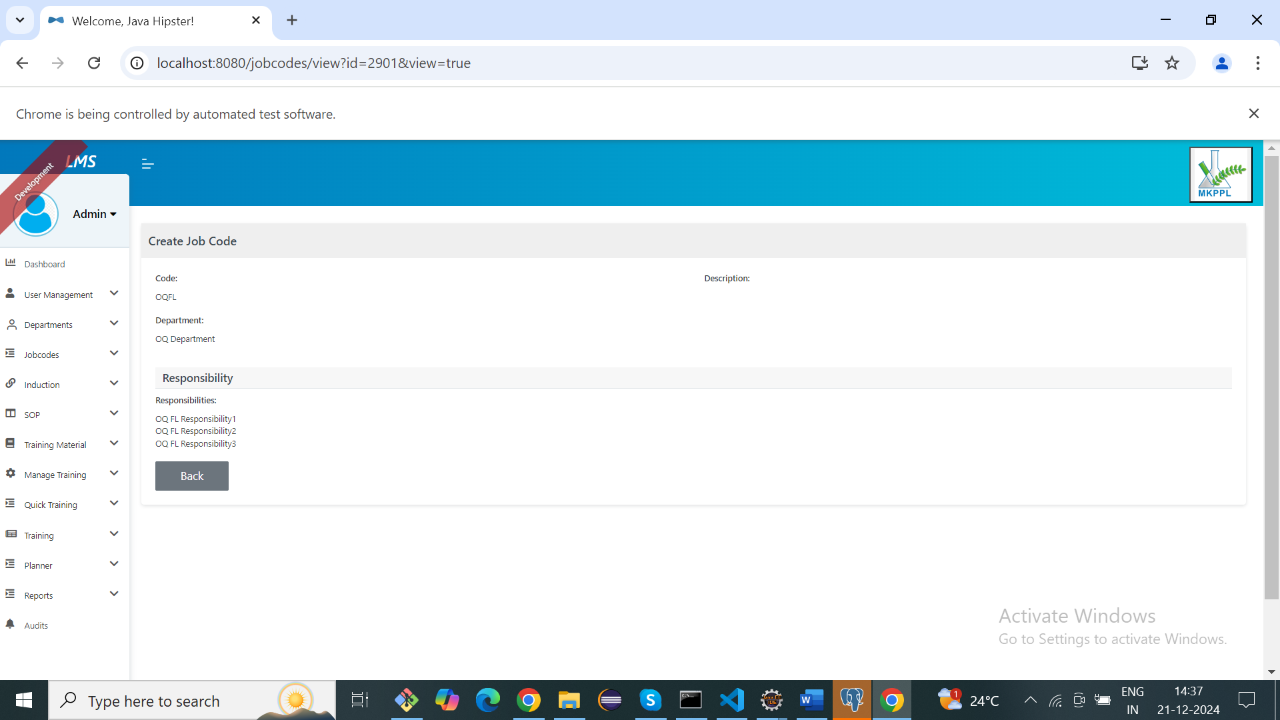 Welcome, Java Hipster!
localhost:8080/jobcodes/view?id=2901&view=true
Chrome is being controlled by automated test software.
Development
LMS
MKPPL
Admin
Create Job Code
Code:
Description:
OQFL
Department:
OQ Department
Responsibility
Responsibilities:
OQ FL Responsibility1
OQ FL Responsibility2
OQ FL Responsibility3
Back
Dashboard
User Management
Departments
Jobcodes
Induction
SOP
Training Material
Manage Training
Quick Training
Training
Planner
Reports
Audits
Activate Windows
Go to Settings to activate Windows.
Type here to search
1
24°C
ENG
IN
14:37
21-12-2024